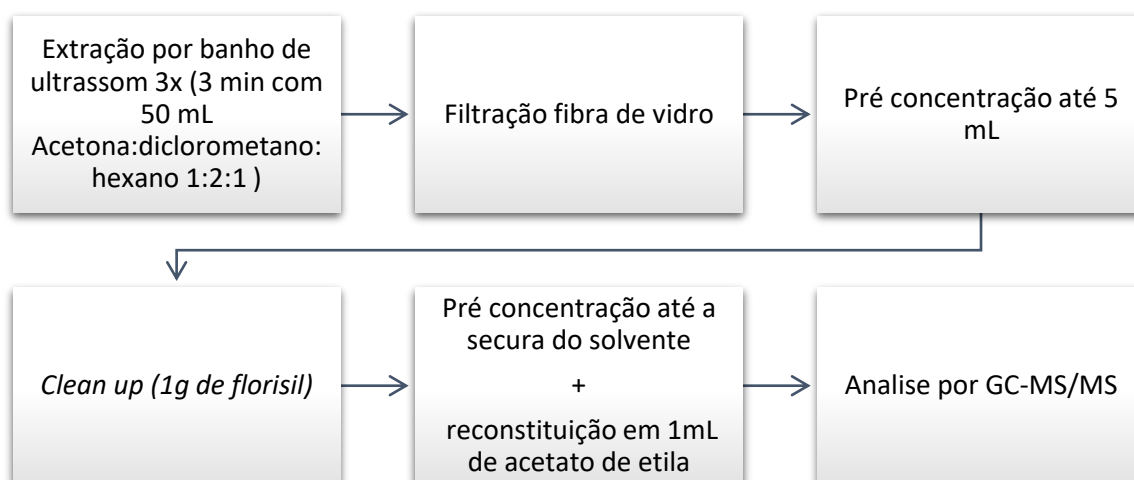 Extração por banho de
ultrassom 3x (3 min com
50 mL
Acetona:diclorometano:
hexano 1:2:1 )
Filtração fibra de vidro
Pré concentração até 5
mL
Clean up (1g de florisil)
Pré concentração até a
secura do solvente
+
reconstituição em 1mL
de acetato de etila
Analise por GC-MS/MS